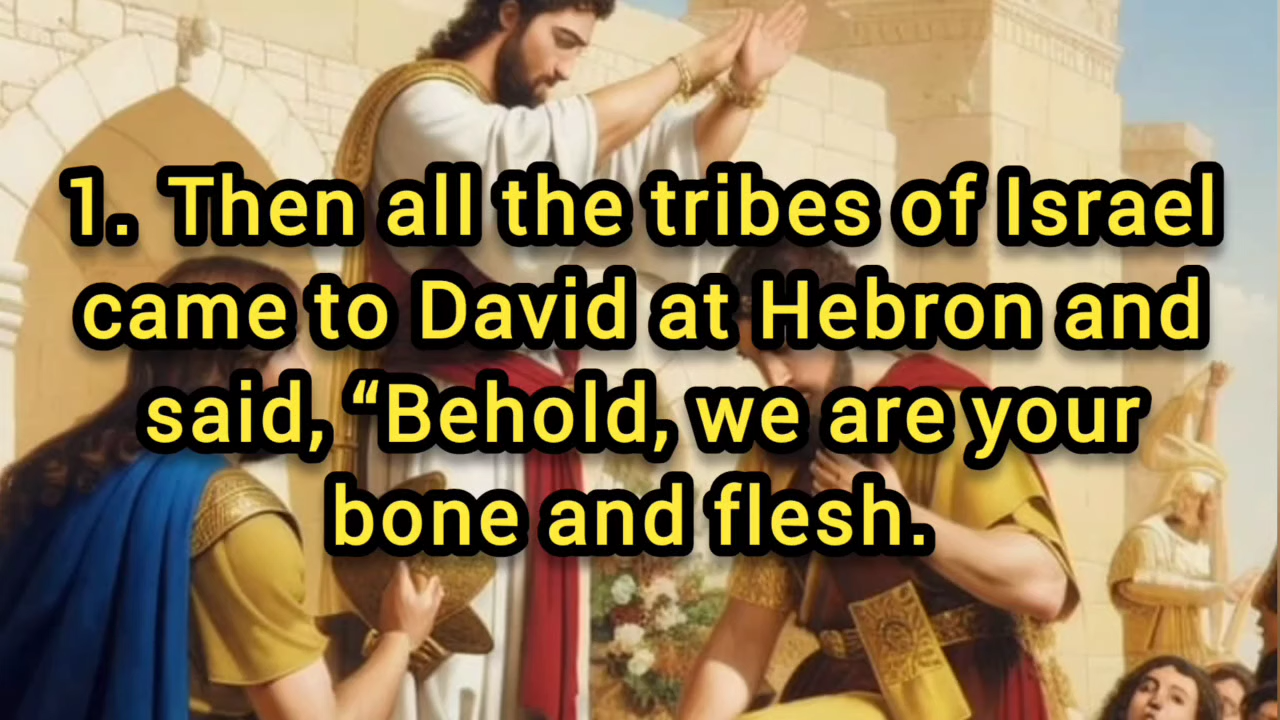 1. Then all the tribes of Israel
came to David at Hebron and
said, “Behold, we are your
bone and flesh.